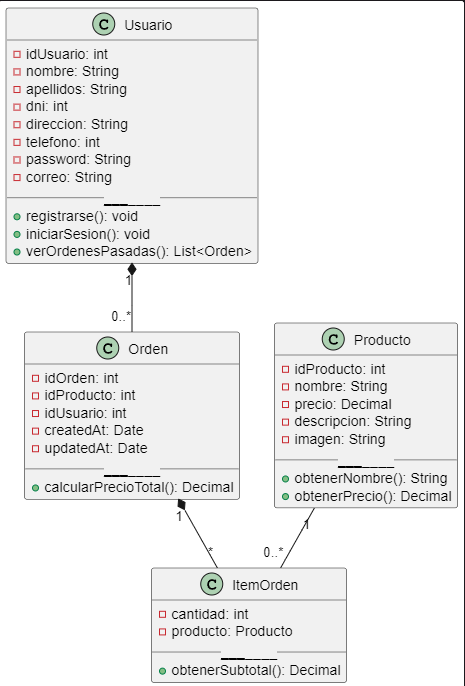 C Usuario
idUsuario: int
nombre: String
apellidos: String
dni: int
direccion: String
telefono: int
password: String
correo: String
registrarse(): void
iniciarSesion(): void
verOrdenesPasadas(): List<Orden>
1
0..*
C Orden
idOrden: int
idProducto: int
idUsuario: int
createdAt: Date
updatedAt: Date
calcularPrecioTotal(): Decimal
C Producto
idProducto: int
nombre: String
precio: Decimal
descripcion: String
imagen: String
obtenerNombre(): String
obtenerPrecio(): Decimal
1
*
1
0..*
C ItemOrden
cantidad: int
producto: Producto
obtenerSubtotal(): Decimal